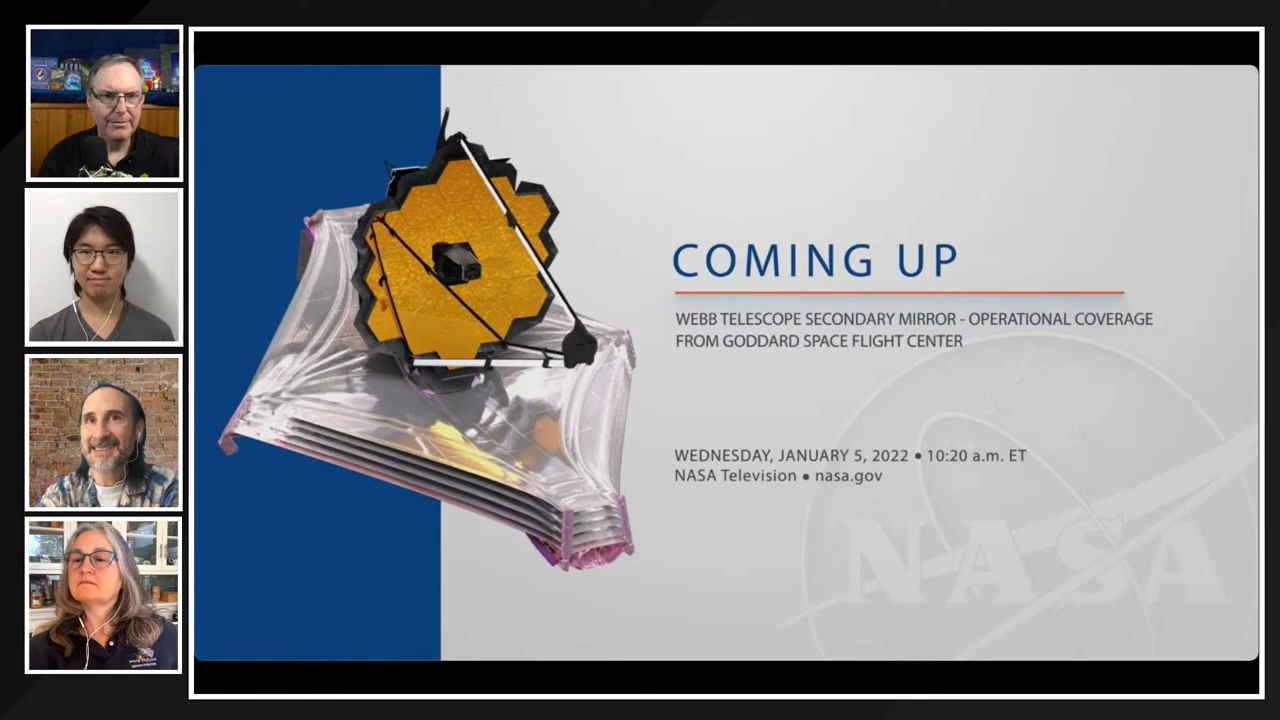 COMING UP
WEBB TELESCOPE SECONDARY MIRROR - OPERATIONAL COVERAGE
FROM GODDARD SPACE FLIGHT CENTER
WEDNESDAY, JANUARY 5, 2022 • 10:20 a.m. ET
NASA Television • nasa.gov
NASA